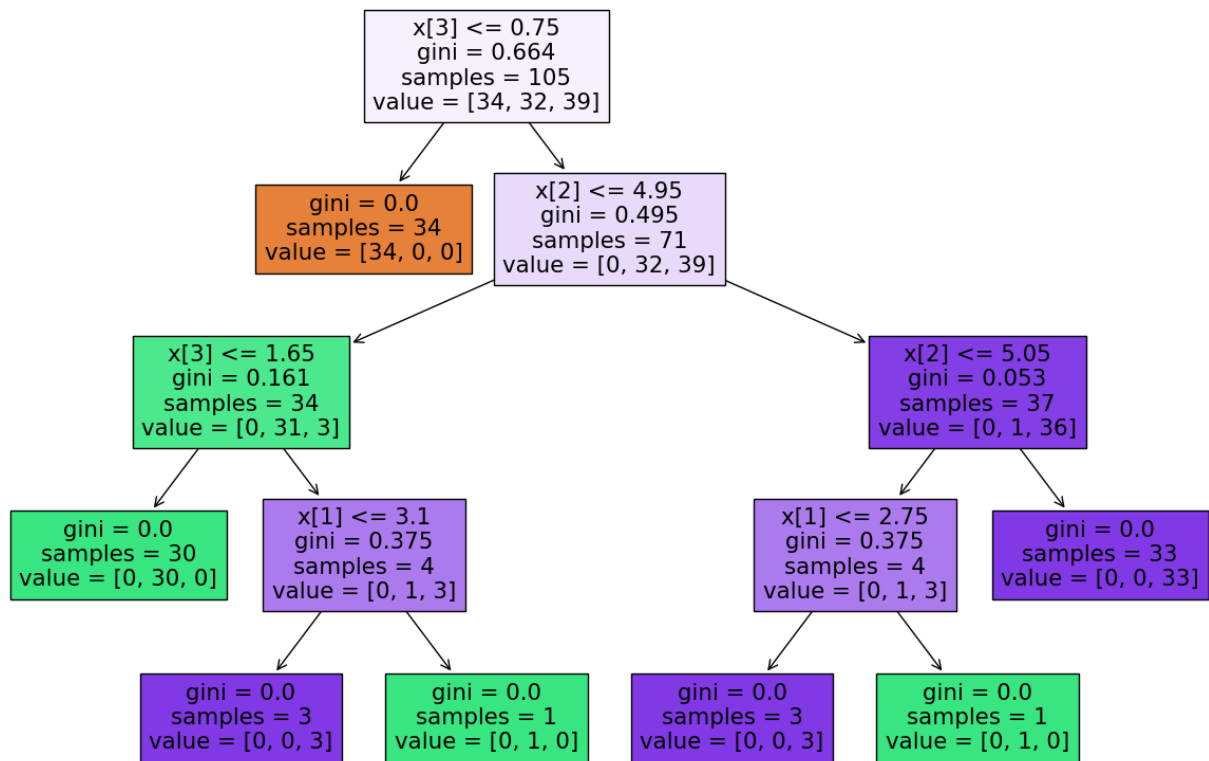 x[3] <= 0.75
gini = 0.664
samples = 105
value = [34, 32, 39]
gini = 0.0
samples = 34
value = [34, 0, 0]
x[2] <= 4.95
gini = 0.495
samples = 71
value = [0, 32, 39]
x[3] <= 1.65
gini = 0.161
samples = 34
value = [0, 31, 3]
x[2] <= 5.05
gini = 0.053
samples = 37
value = [0, 1, 36]
gini = 0.0
samples = 30
value = [0, 30, 0]
x[1] <= 3.1
gini = 0.375
samples = 4
value = [0, 1, 3]
x[1] <= 2.75
gini = 0.375
samples = 4
value = [0, 1, 3]
gini = 0.0
samples = 33
value = [0, 0, 33]
gini = 0.0
samples = 3
value = [0, 0, 3]
gini = 0.0
samples = 1
value = [0, 1, 0]
gini = 0.0
samples = 3
value = [0, 0, 3]
gini = 0.0
samples = 1
value = [0, 1, 0]